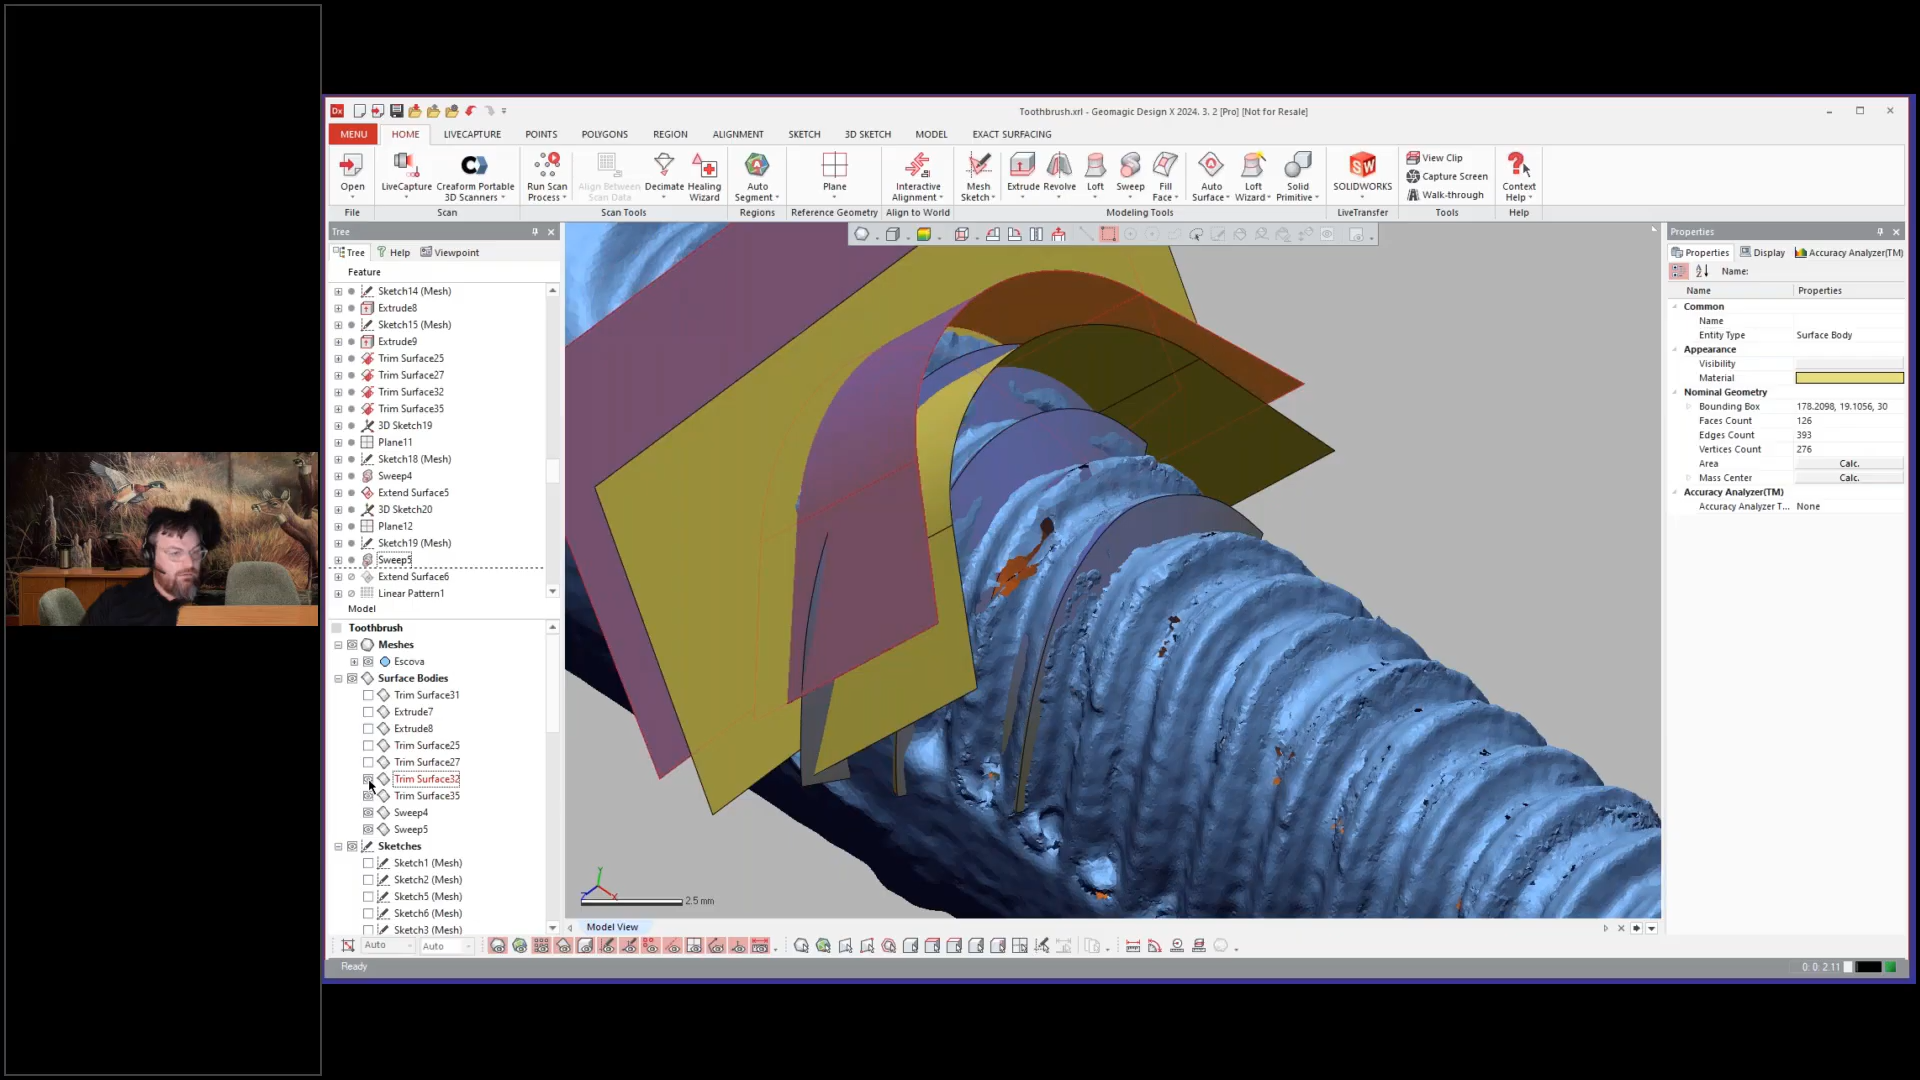 Dx
Toothbrush.xrl - Geomagic Design X 2024. 3. 2 [Pro] [Not for Resale]
MENU HOME LIVECAPTURE POINTS POLYGONS REGION ALIGNMENT SKETCH 3D SKETCH MODEL EXACT SURFACING
Open LiveCapture Creaform Portable 3D Scanners Run Scan Process Align Between Scan Data Decimate Healing Wizard Auto Segment Plane Interactive Alignment Mesh Sketch Extrude Revolve Loft Sweep Fill Face Auto Surface Loft Wizard Solid Primitive SOLIDWORKS View Clip Capture Screen Walk-through Context Help
File Scan Scan Tools Regions Reference Geometry Align to World Modeling Tools LiveTransfer Tools Help
Tree
Tree Help Viewpoint
Feature
Sketch14 (Mesh)
Extrude8
Sketch15 (Mesh)
Extrude9
Trim Surface25
Trim Surface27
Trim Surface32
Trim Surface35
3D Sketch19
Plane11
Sketch18 (Mesh)
Sweep4
Extend Surface5
3D Sketch20
Plane12
Sketch19 (Mesh)
Sweep5
Extend Surface6
Linear Pattern1
Model
Toothbrush
Meshes
Escova
Surface Bodies
Trim Surface31
Extrude7
Extrude8
Trim Surface25
Trim Surface27
Trim Surface32
Trim Surface35
Sweep4
Sweep5
Sketches
Sketch1 (Mesh)
Sketch2 (Mesh)
Sketch5 (Mesh)
Sketch6 (Mesh)
Sketch3 (Mesh)
2.5 mm
Model View
Auto Auto
Ready
0: 0: 2.11
Properties
Properties Display Accuracy Analyzer(TM)
Name:
Name Properties
Common
Name
Entity Type Surface Body
Appearance
Visibility
Material
Nominal Geometry
Bounding Box 178.2098, 19.1056, 30
Faces Count 126
Edges Count 393
Vertices Count 276
Area Calc.
Mass Center Calc.
Accuracy Analyzer(TM)
Accuracy Analyzer T... None